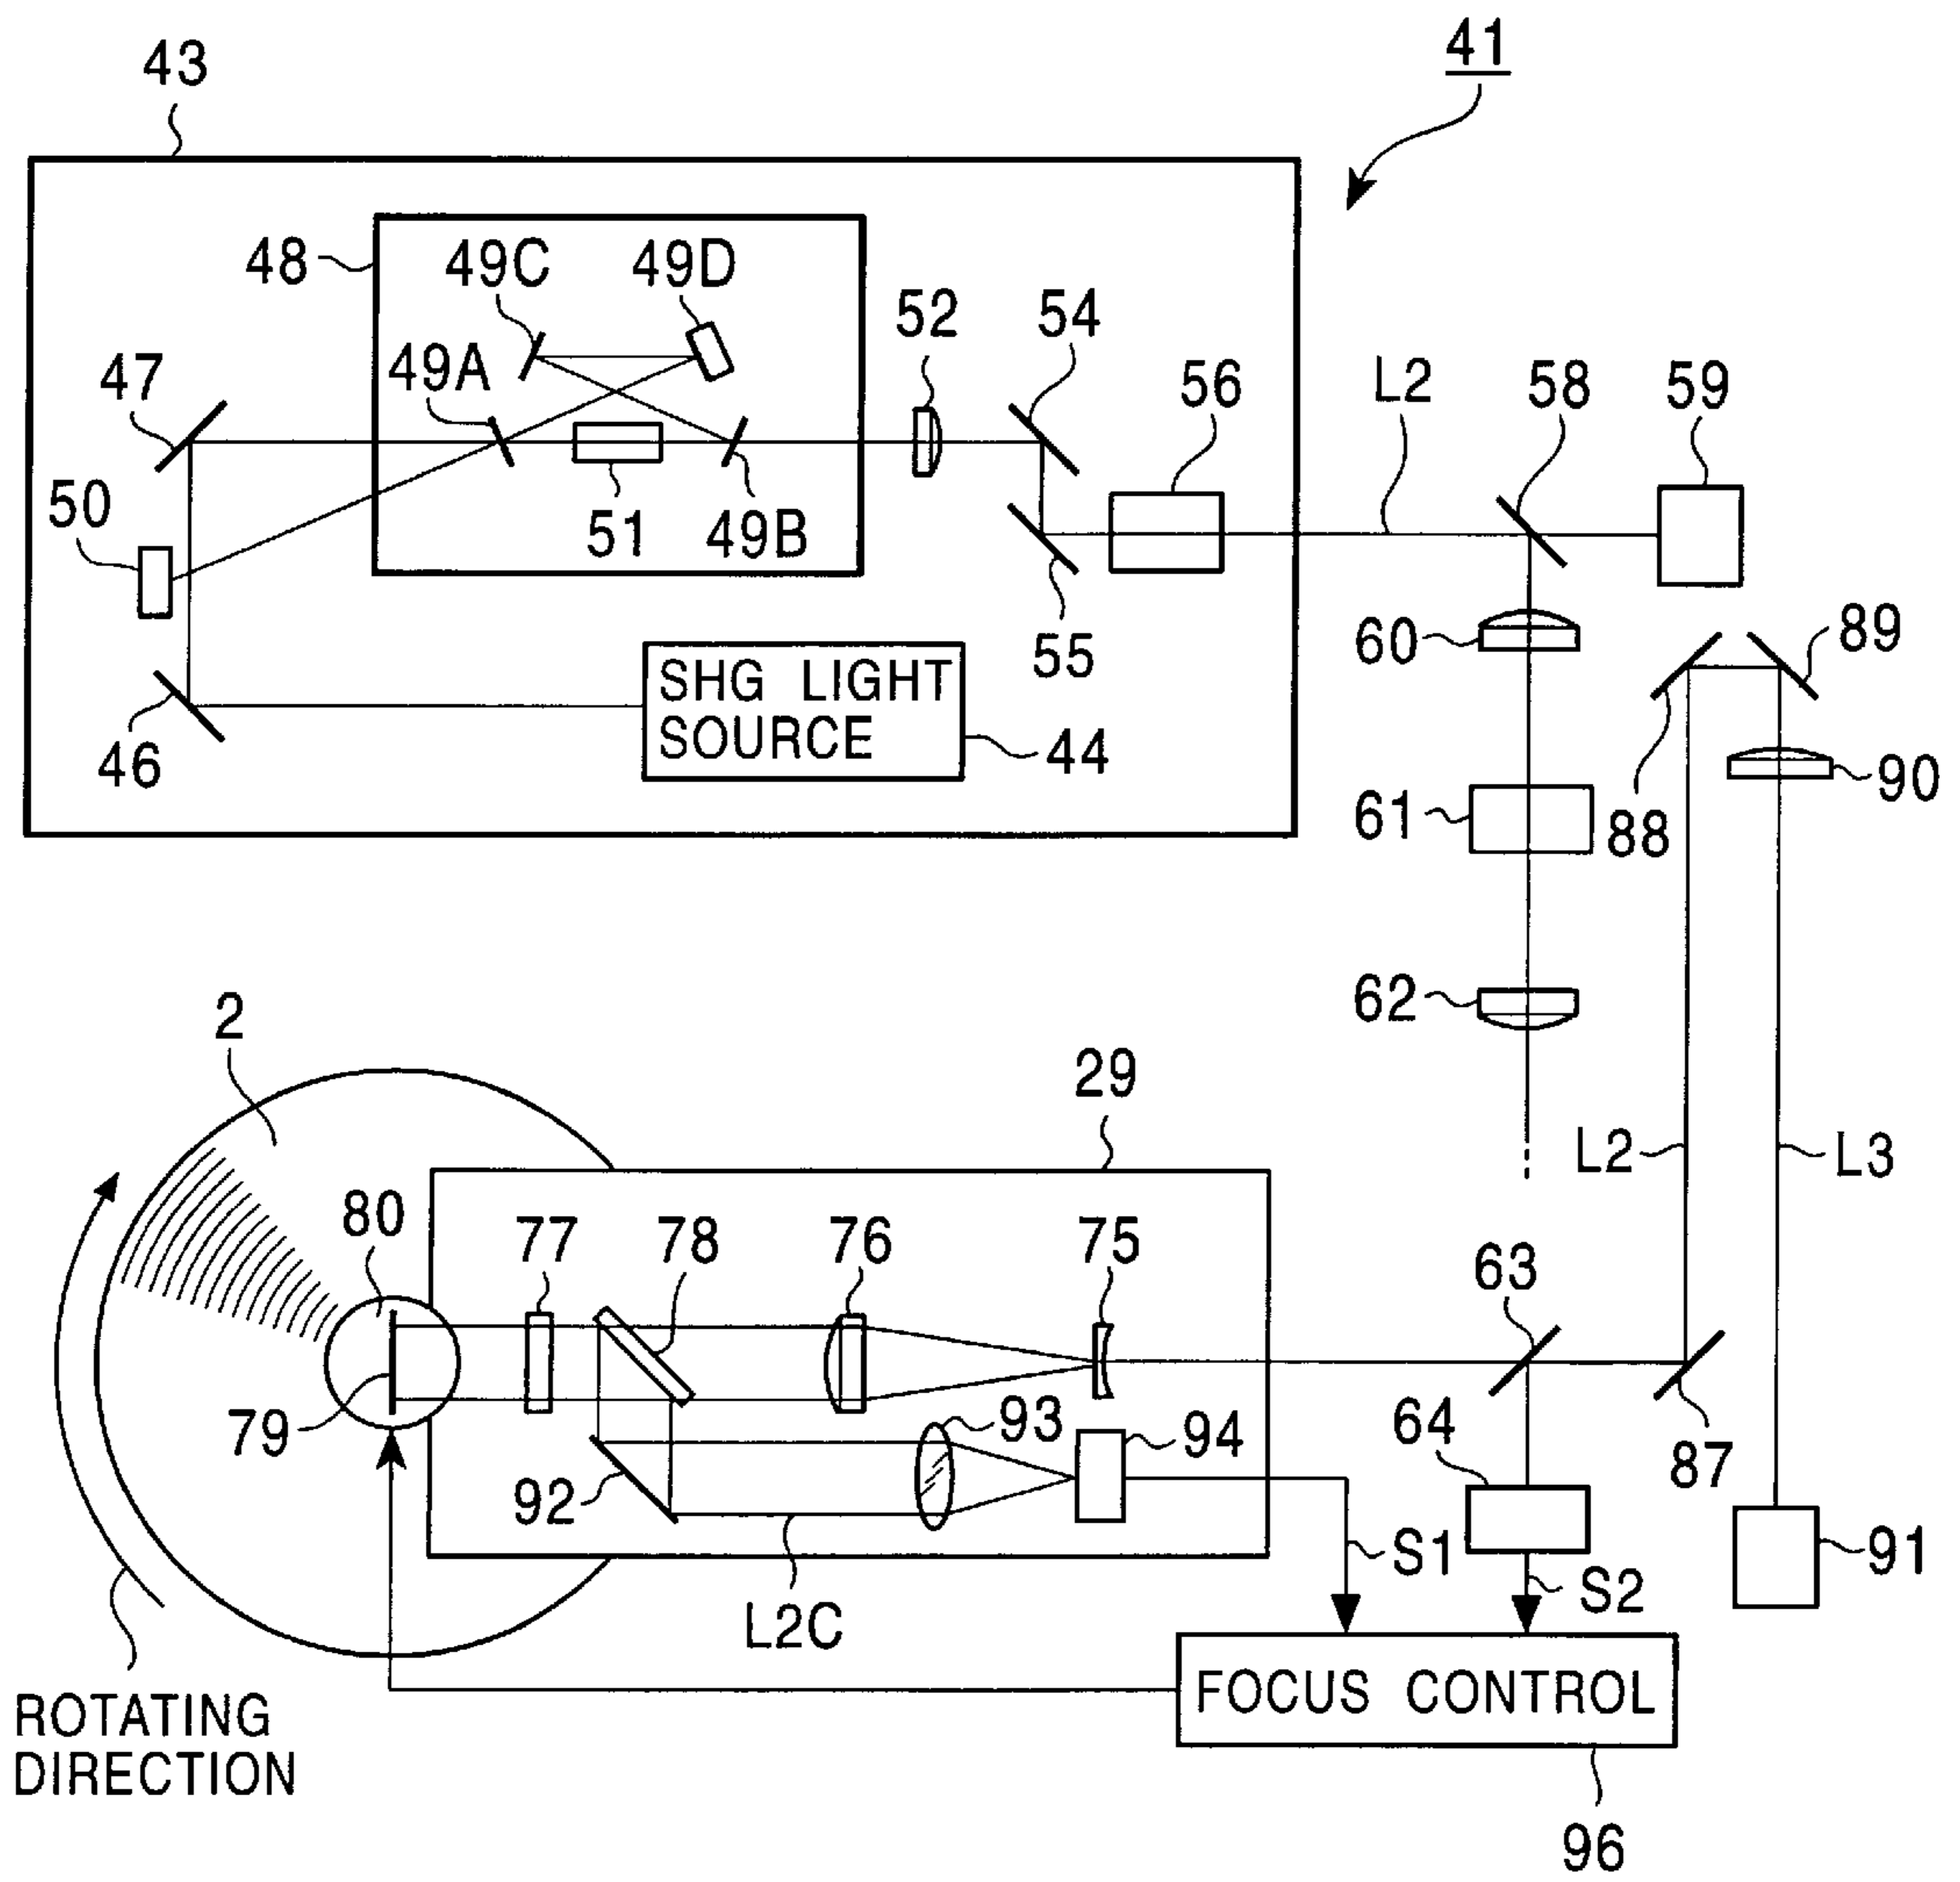 41
43
48
49C
49D
52
54
47
49A
56
L2
58
59
50
51
49B
55
60
89
SHG LIGHT
SOURCE
46
44
90
61
88
62
2
29
L2
L3
80
77
78
76
75
63
79
93
94
64
92
87
S1
S2
91
L2C
FOCUS CONTROL
ROTATING
DIRECTION
96